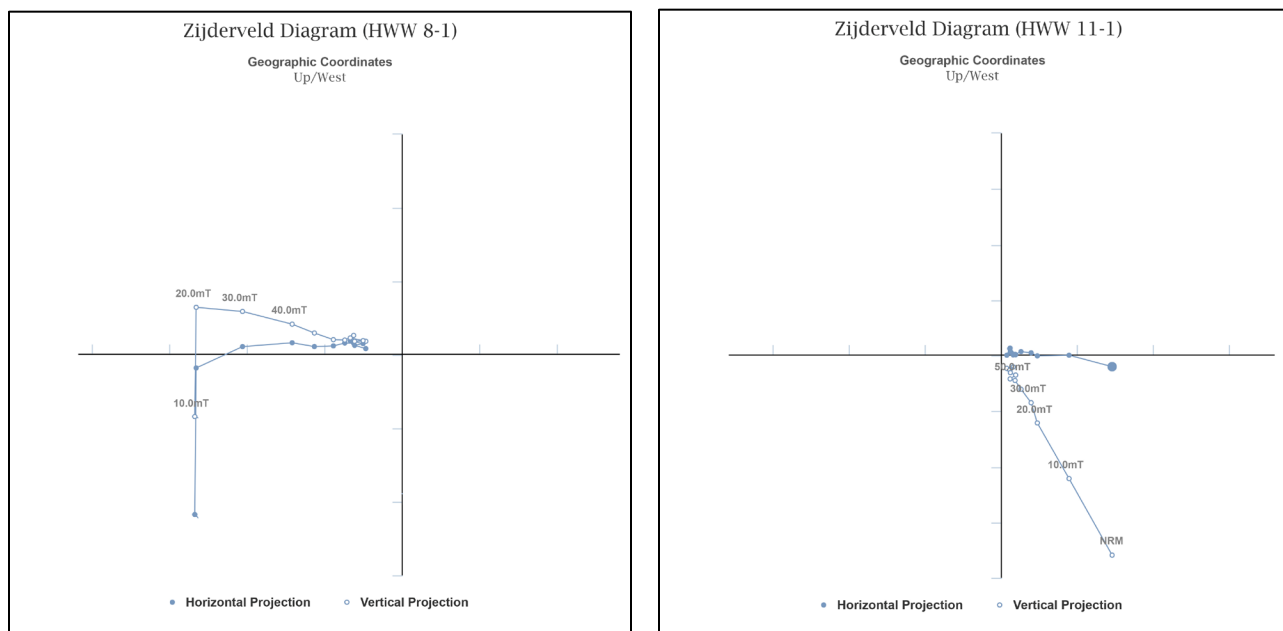 Zijderveld Diagram (HWW 8-1)
Geographic Coordinates
Up/West
20.0mT
30.0mT
40.0mT
10.0mT
Horizontal Projection
Vertical Projection
Zijderveld Diagram (HWW 11-1)
Geographic Coordinates
Up/West
50.0mT
30.0mT
20.0mT
10.0mT
NRM
Horizontal Projection
Vertical Projection